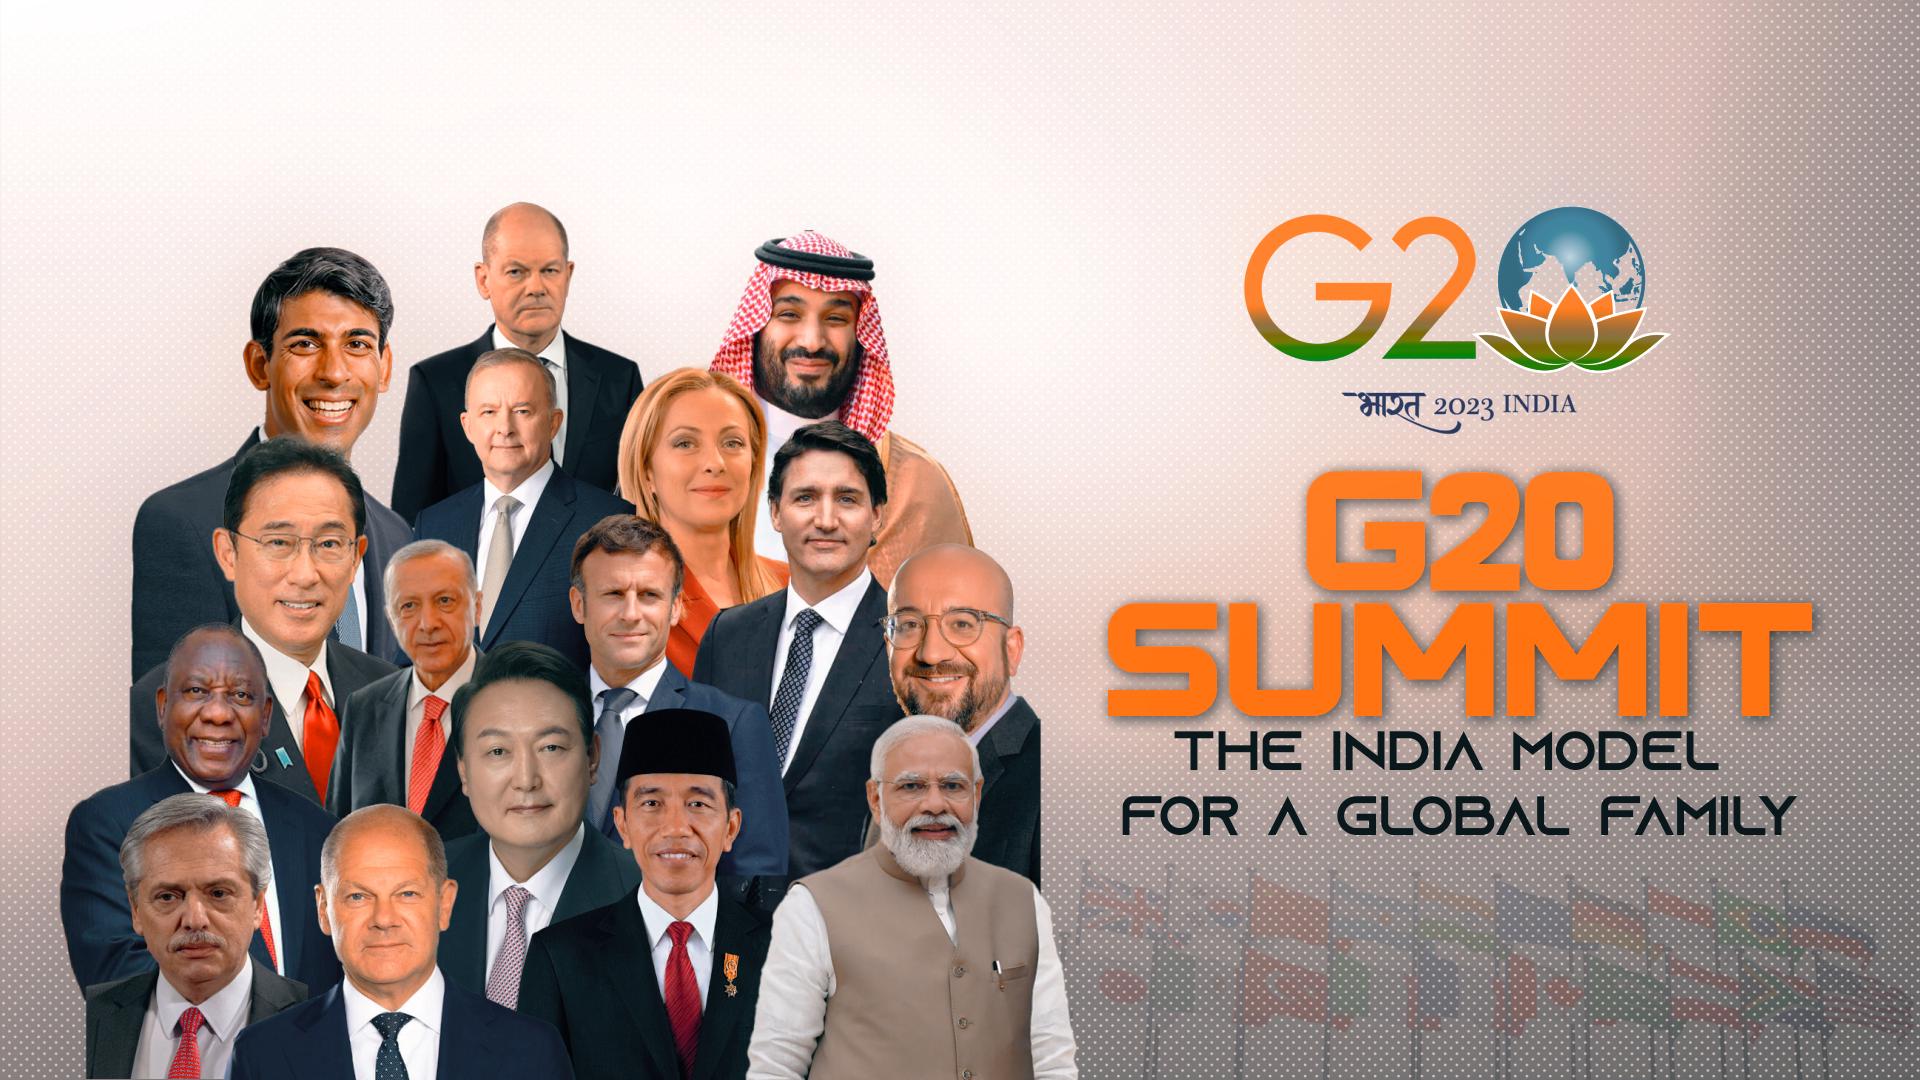 G20
भारत 2023 INDIA
G20
SUMMIT
THE INDIA MODEL
FOR A GLOBAL FAMILY